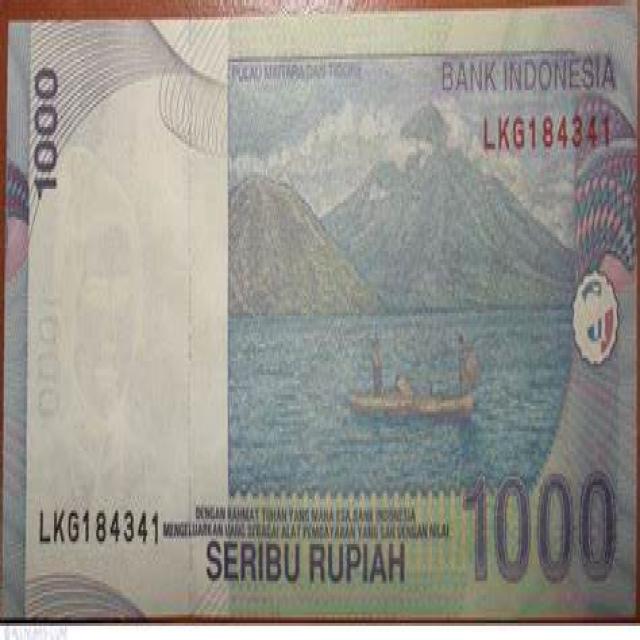 1000
PULAU MAITARA DAN TIDORE
BANK INDONESIA
LKG184341
1000
LKG184341
DENGAN RAHMAT TUHAN YANG MAHA ESA, BANK INDONESIA
MENGELUARKAN UANG SEBAGAI ALAT PEMBAYARAN YANG SAH DENGAN NILAI
SERIBU RUPIAH
1000